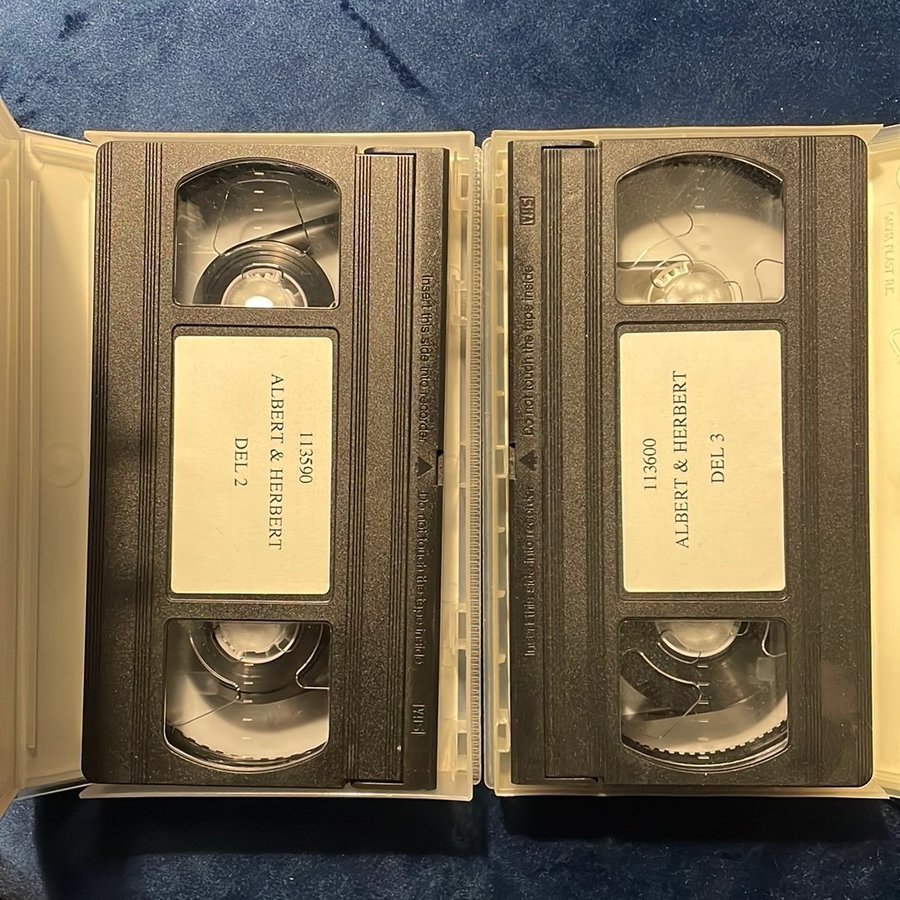 113590
ALBERT & HERBERT
DEL 2
Insert this side into recorder
Do not touch the tape inside
VHS
113600
ALBERT & HERBERT
DEL 3
VHS
Do not touch the tape inside
Insert this side into recorder